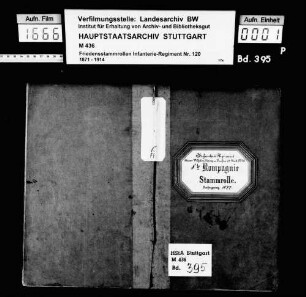 Aufn. Film
1666
Verfilmungsstelle: Landesarchiv BW
Institut für Erhaltung von Archiv- und Bibliotheksgut
HAUPTSTAATSARCHIV STUTTGART
M 436
Friedensstammrollen Infanterie-Regiment Nr. 120
1871 - 1914
Aufn. Einheit
0001
P
Bd. 395
Kompagnie
Stammrolle.
HStA Stuttgart
M 436
Bd. 395